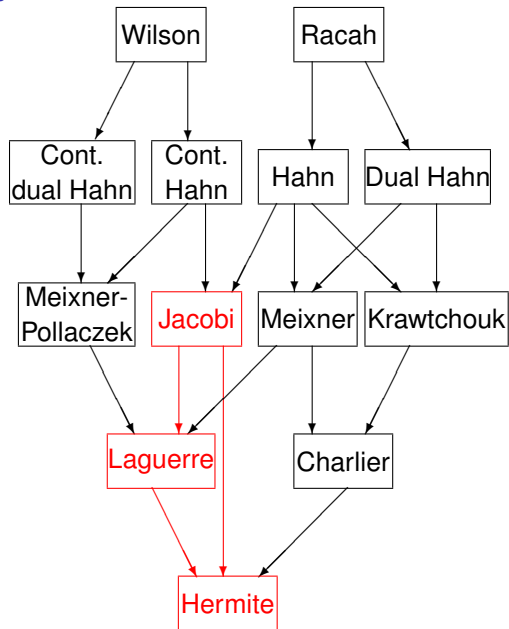 Wilson
Racah
Cont.
dual Hahn
Cont.
Hahn
Hahn
Dual Hahn
Meixner-
Pollaczek
Jacobi
Meixner
Krawtchouk
Laguerre
Charlier
Hermite